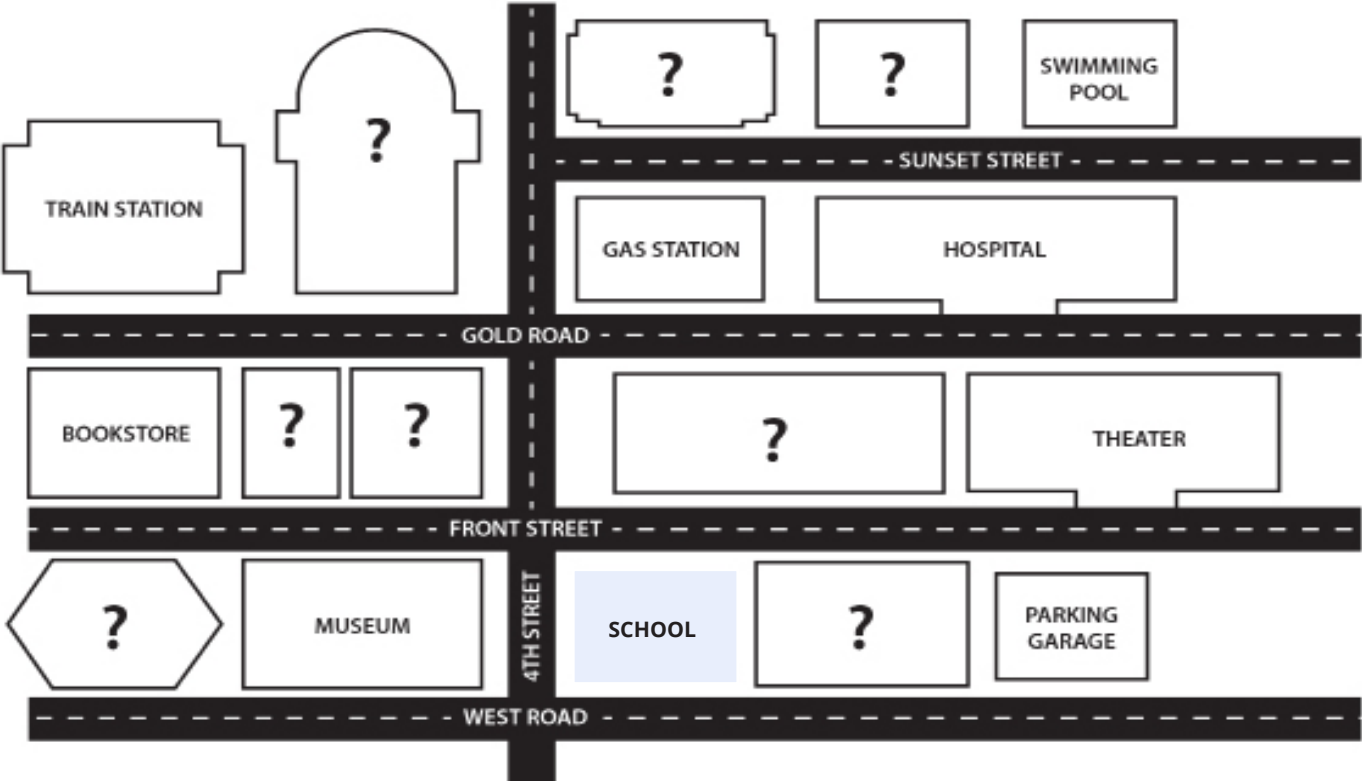 ?
?
?
SWIMMING
POOL
SUNSET STREET
TRAIN STATION
GAS STATION
HOSPITAL
GOLD ROAD
BOOKSTORE
?
?
?
THEATER
FRONT STREET
?
MUSEUM
4TH STREET
SCHOOL
?
PARKING
GARAGE
WEST ROAD